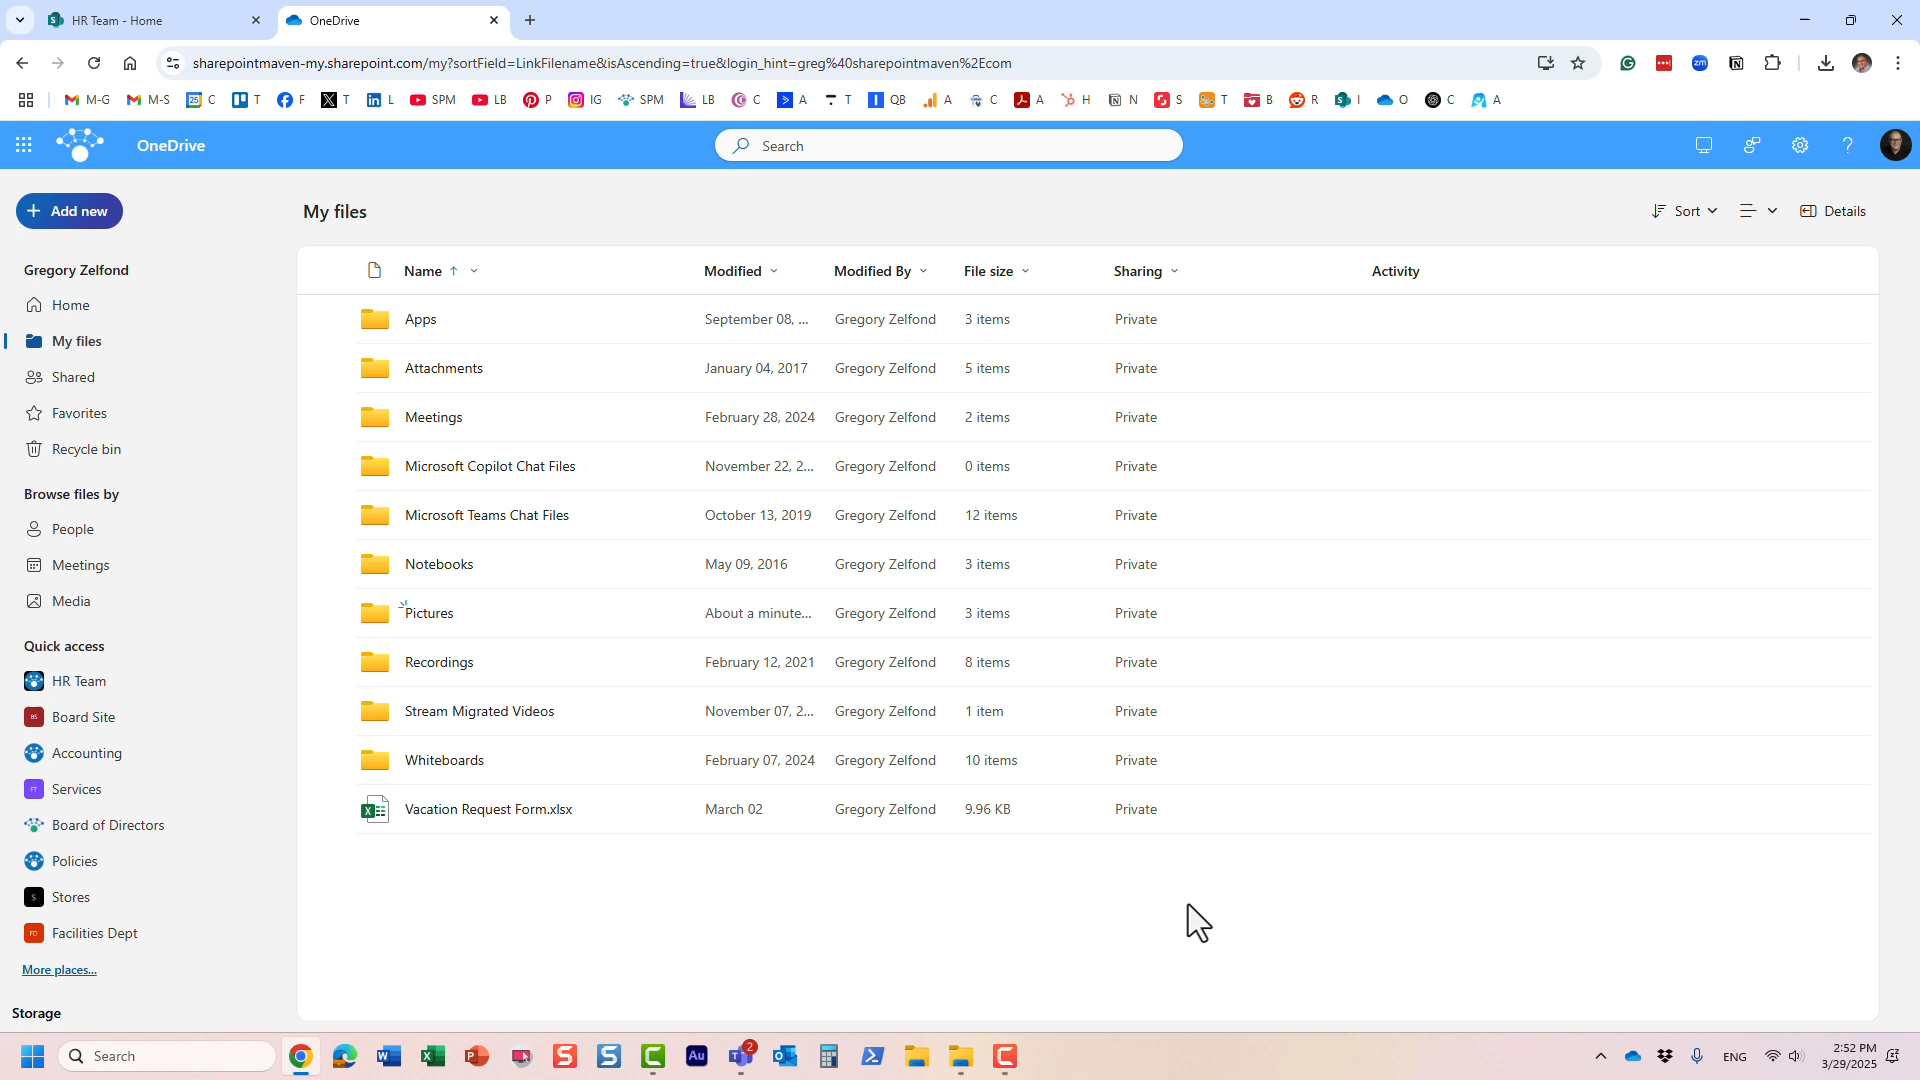 HR Team - Home
OneDrive
sharepointmaven-my.sharepoint.com/my?sortField=LinkFilename&isAscending=true&login_hint=greg%40sharepointmaven%2Ecom
M-G M-S C T F T L SPM LB P IG SPM LB C A T QB A C A H N S T B R I O C A
OneDrive
Search
Add new
My files
Sort
Details
Gregory Zelfond
Home
My files
Shared
Favorites
Recycle bin
Browse files by
People
Meetings
Media
Quick access
HR Team
Board Site
Accounting
Services
Board of Directors
Policies
Stores
Facilities Dept
More places...
Storage
Name Modified Modified By File size Sharing Activity
Apps September 08, ... Gregory Zelfond 3 items Private
Attachments January 04, 2017 Gregory Zelfond 5 items Private
Meetings February 28, 2024 Gregory Zelfond 2 items Private
Microsoft Copilot Chat Files November 22, 2... Gregory Zelfond 0 items Private
Microsoft Teams Chat Files October 13, 2019 Gregory Zelfond 12 items Private
Notebooks May 09, 2016 Gregory Zelfond 3 items Private
Pictures About a minute... Gregory Zelfond 3 items Private
Recordings February 12, 2021 Gregory Zelfond 8 items Private
Stream Migrated Videos November 07, 2... Gregory Zelfond 1 item Private
Whiteboards February 07, 2024 Gregory Zelfond 10 items Private
Vacation Request Form.xlsx March 02 Gregory Zelfond 9.96 KB Private
Search
2
ENG
2:52 PM
3/29/2025